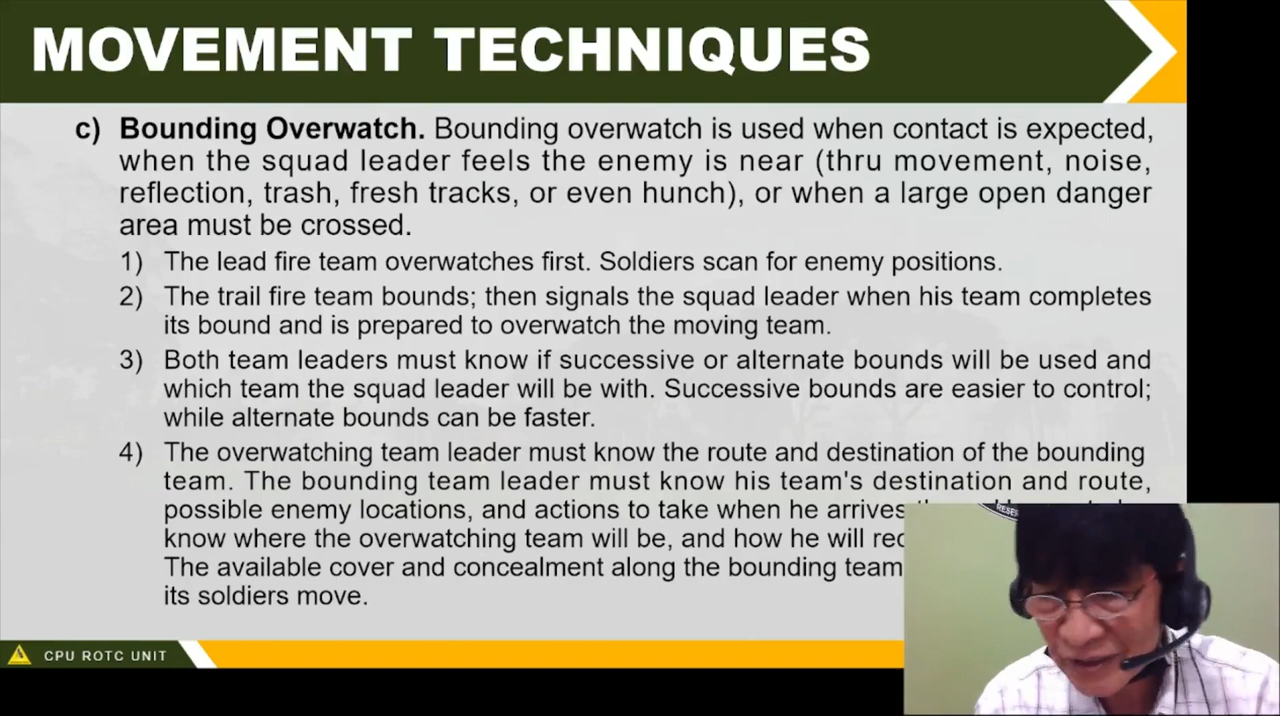 MOVEMENT TECHNIQUES
c) Bounding Overwatch. Bounding overwatch is used when contact is expected,
when the squad leader feels the enemy is near (thru movement, noise,
reflection, trash, fresh tracks, or even hunch), or when a large open danger
area must be crossed.
1) The lead fire team overwatches first. Soldiers scan for enemy positions.
2) The trail fire team bounds; then signals the squad leader when his team completes
its bound and is prepared to overwatch the moving team.
3) Both team leaders must know if successive or alternate bounds will be used and
which team the squad leader will be with. Successive bounds are easier to control;
while alternate bounds can be faster.
4) The overwatching team leader must know the route and destination of the bounding
team. The bounding team leader must know his team's destination and route,
possible enemy locations, and actions to take when he arrives
know where the overwatching team will be, and how he will
The available cover and concealment along the bounding team
its soldiers move.
CPU ROTC UNIT